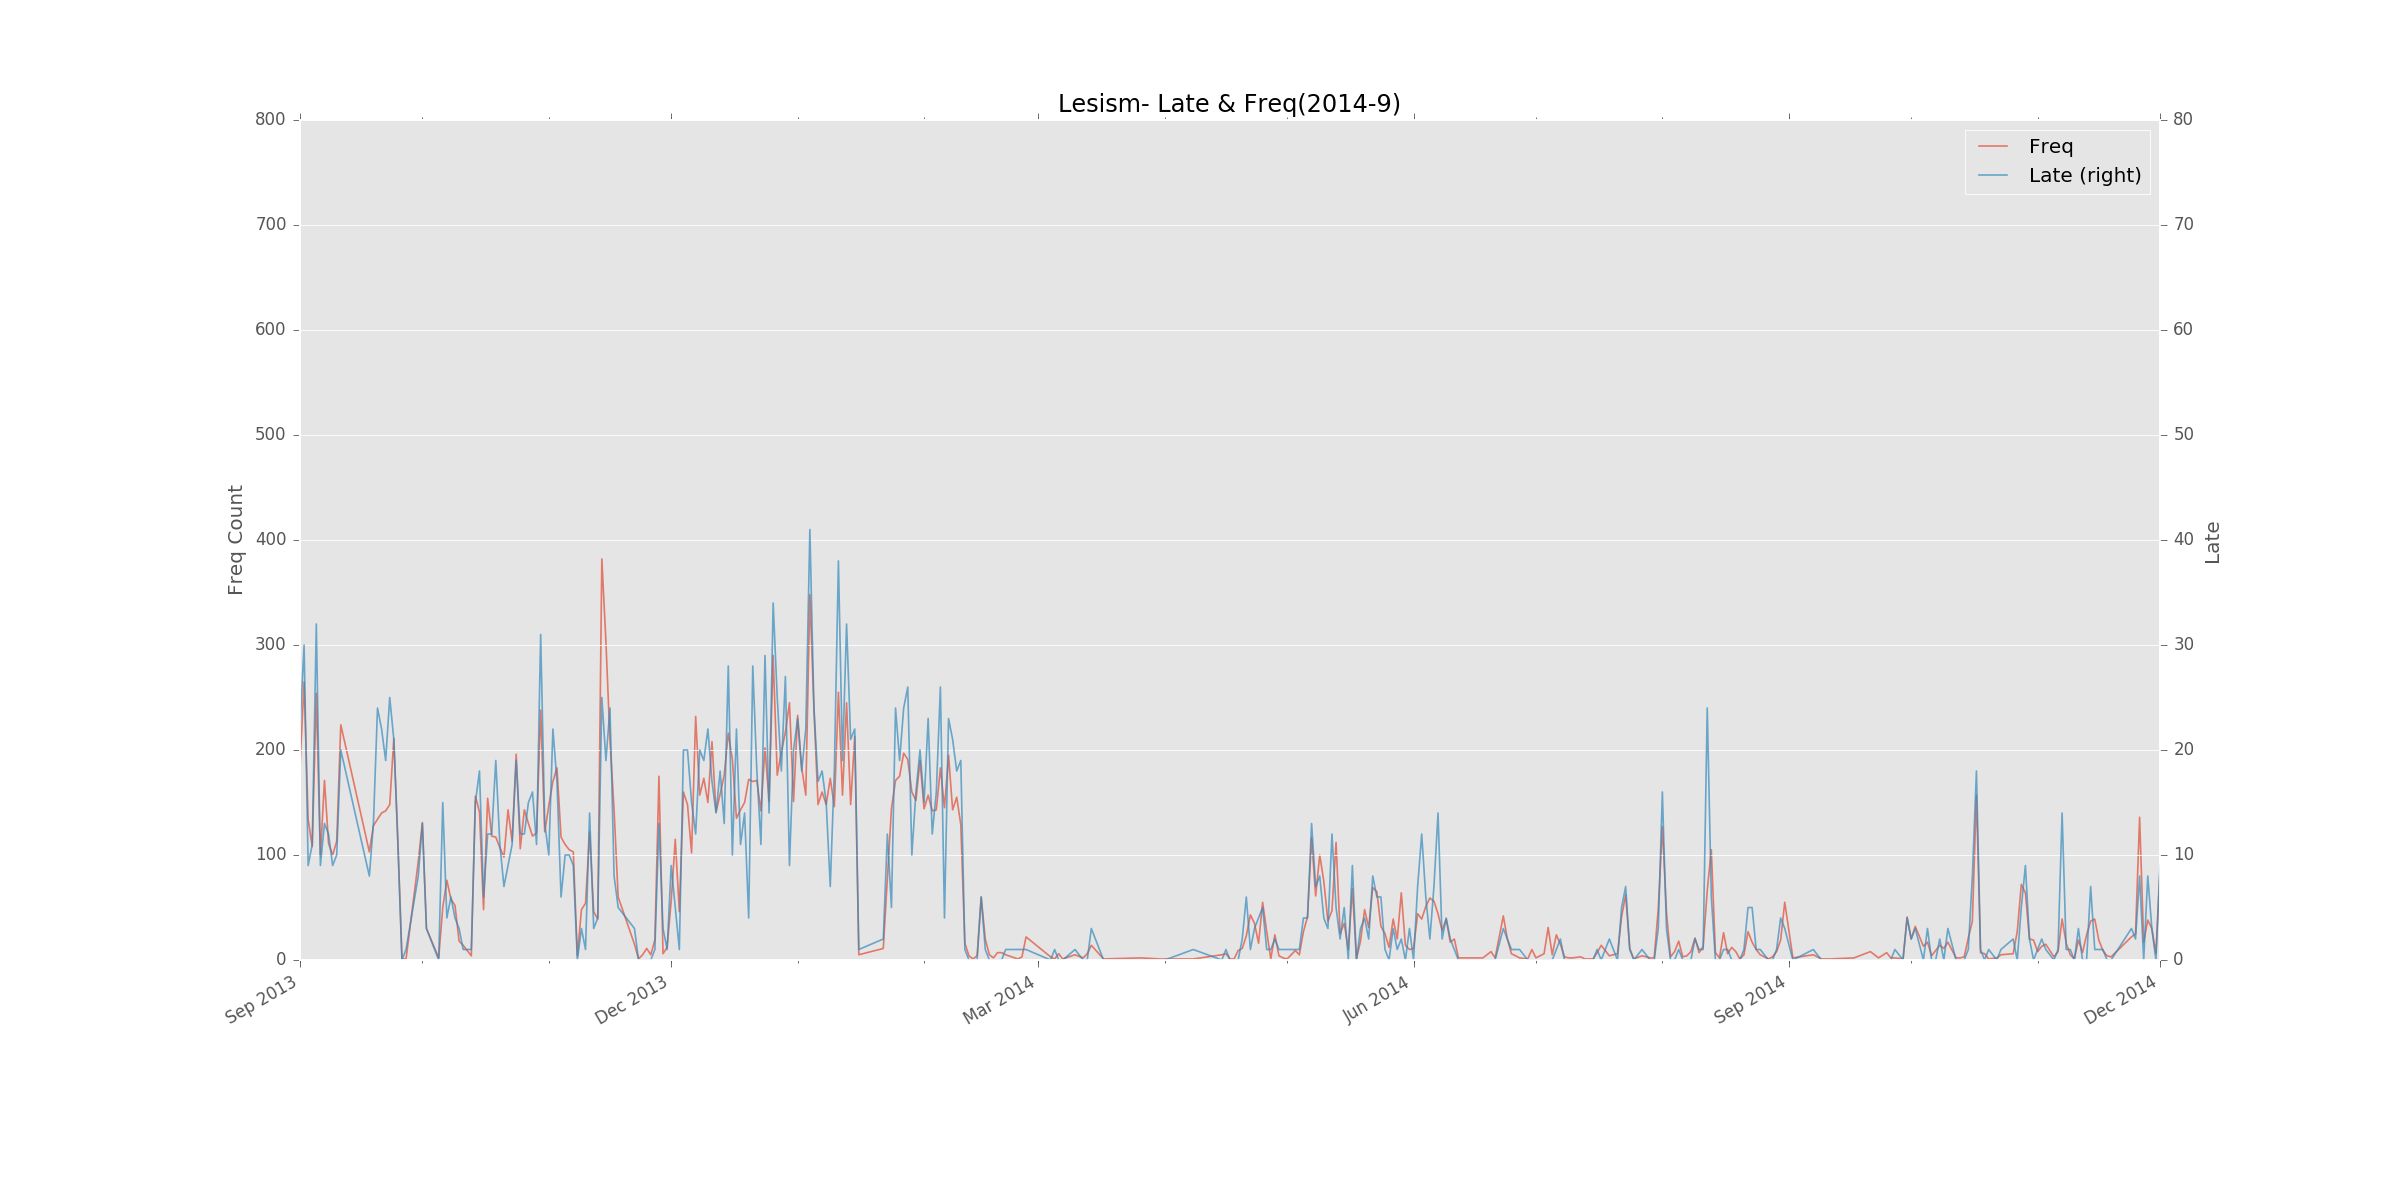 Lesism- Late & Freq(2014-9)
Freq
Late (right)
800
700
600
500
400
300
200
100
0
Freq Count
80
70
60
50
40
30
20
10
0
Late
Sep 2013
Dec 2013
Mar 2014
Jun 2014
Sep 2014
Dec 2014